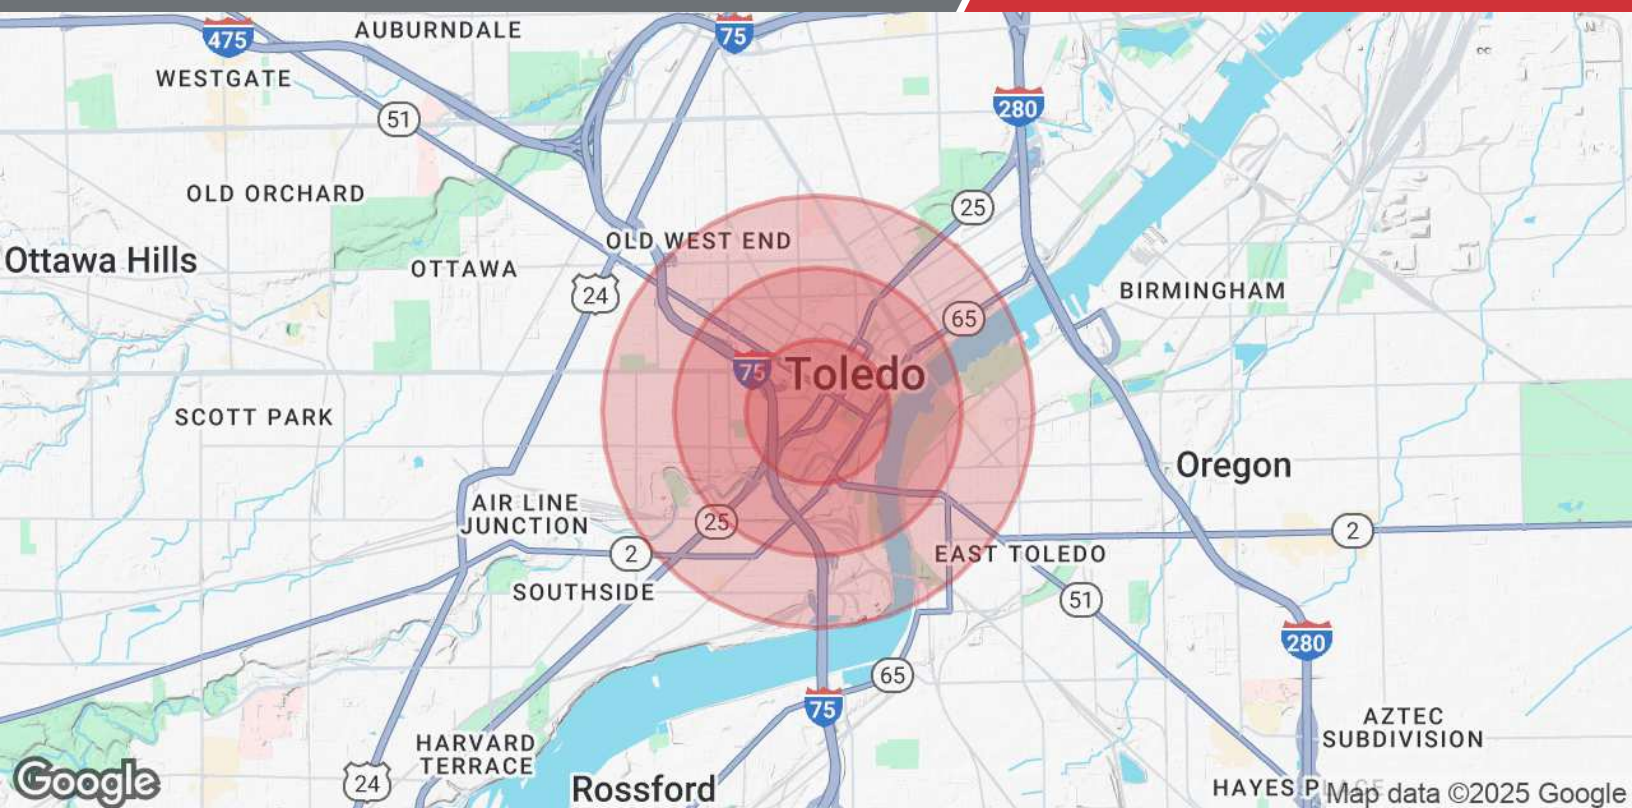 AUBURNDALE
475
75
WESTGATE
280
51
OLD ORCHARD
25
OLD WEST END
Ottawa Hills
OTTAWA
24
BIRMINGHAM
65
75
Toledo
SCOTT PARK
Oregon
AIR LINE
JUNCTION
25
2
2
EAST TOLEDO
SOUTHSIDE
51
280
65
75
AZTEC
SUBDIVISION
HARVARD
TERRACE
24
Rossford
Google
HAYES PLACE
Map data ©2025 Google